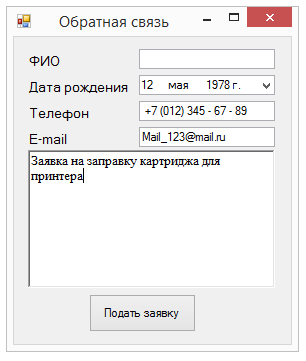 Обратная связь
ФИО
Дата рождения 12 мая 1978 г.
Телефон +7 (012) 345 - 67 - 89
E-mail Mail_123@mail.ru
Заявка на заправку картриджа для
принтера
Подать заявку